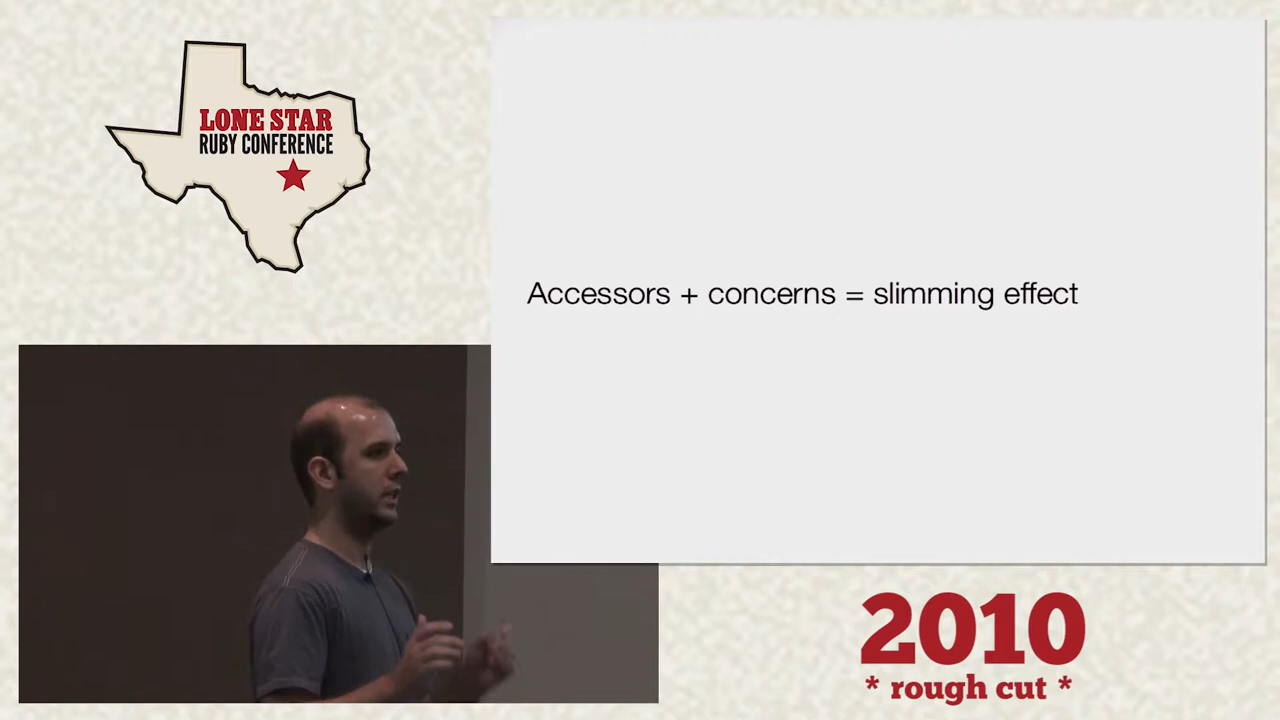 LONE STAR
RUBY CONFERENCE
Accessors + concerns = slimming effect
2010
* rough cut *